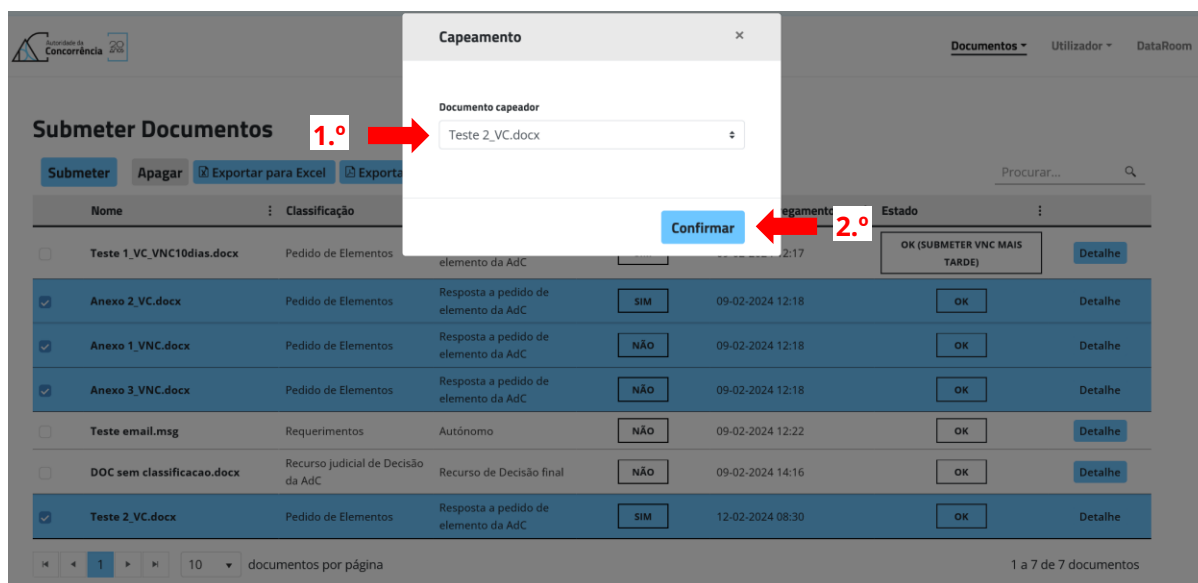 Autoridade da
Concorrência
Documentos
Utilizador
DataRoom
Capeamento ×
Documento capeador
1.º
Teste 2_VC.docx
Confirmar
2.º
Submeter Documentos
Submeter Apagar Exportar para Excel Exporta
Procurar...
Nome Classificação egamento Estado
Teste 1_VC_VNC10dias.docx Pedido de Elementos elemento da AdC 2:17 OK (SUBMETER VNC MAIS TARDE) Detalhe
Anexo 2_VC.docx Pedido de Elementos Resposta a pedido de elemento da AdC SIM 09-02-2024 12:18 OK Detalhe
Anexo 1_VNC.docx Pedido de Elementos Resposta a pedido de elemento da AdC NÃO 09-02-2024 12:18 OK Detalhe
Anexo 3_VNC.docx Pedido de Elementos Resposta a pedido de elemento da AdC NÃO 09-02-2024 12:18 OK Detalhe
Teste email.msg Requerimentos Autónomo NÃO 09-02-2024 12:22 OK Detalhe
DOC sem classificacao.docx Recurso judicial de Decisão da AdC Recurso de Decisão final NÃO 09-02-2024 14:16 OK Detalhe
Teste 2_VC.docx Pedido de Elementos Resposta a pedido de elemento da AdC SIM 12-02-2024 08:30 OK Detalhe
1 10 documentos por página 1 a 7 de 7 documentos